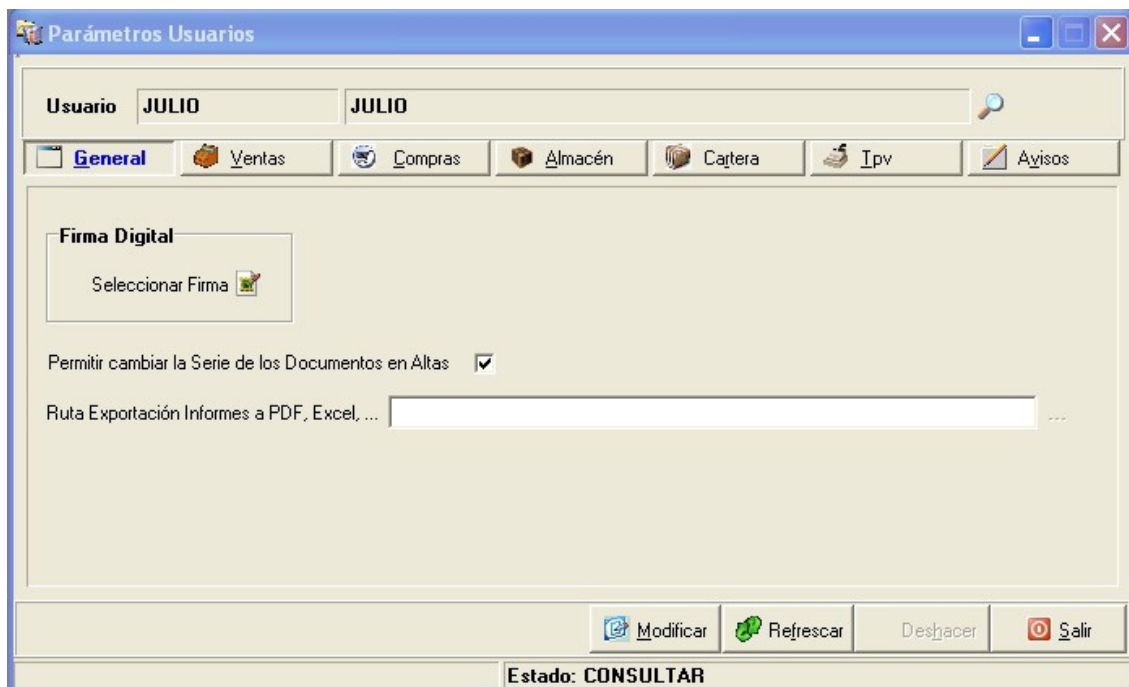 Parámetros Usuarios
Usuario JULIO JULIO
General Ventas Compras Almacén Cartera Tpv Avisos
Firma Digital
Seleccionar Firma
Permitir cambiar la Serie de los Documentos en Altas
Ruta Exportación Informes a PDF, Excel, ... ...
Modificar Refrescar Deshacer Salir
Estado: CONSULTAR